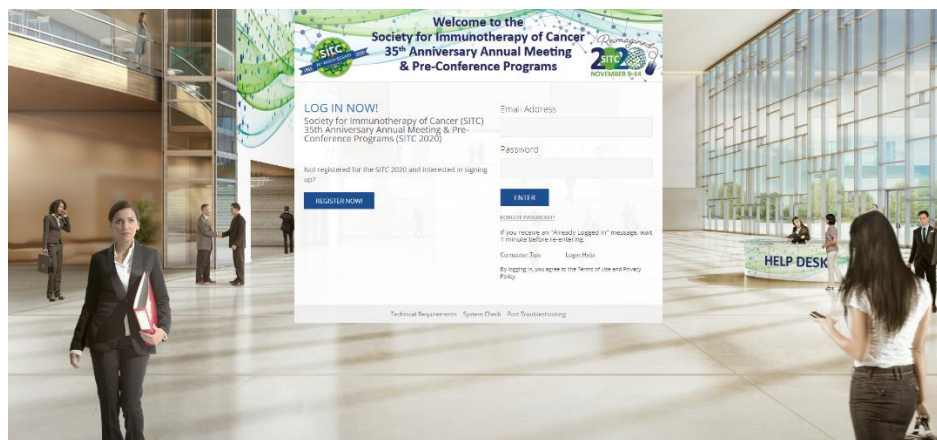 Welcome to the
Society for Immunotherapy of Cancer
35th Anniversary Annual Meeting
& Pre-Conference Programs
sitc
Reimagined
2020
SITC
NOVEMBER 9-14
LOG IN NOW!
Society for Immunotherapy of Cancer (SITC)
35th Anniversary Annual Meeting & Pre-
Conference Programs (SITC 2020)
Not registered for the SITC 2020 and interested in signing
up?
REGISTER NOW!
Email Address
Password
ENTER
FORGOT PASSWORD?
If you receive an "Already Logged In" message, wait
1 minute before re-entering.
Computer Tips Login Help
By logging in, you agree to the Terms of Use and Privacy
Policy.
Technical Requirements System Check Port Troubleshooting
HELP DESK